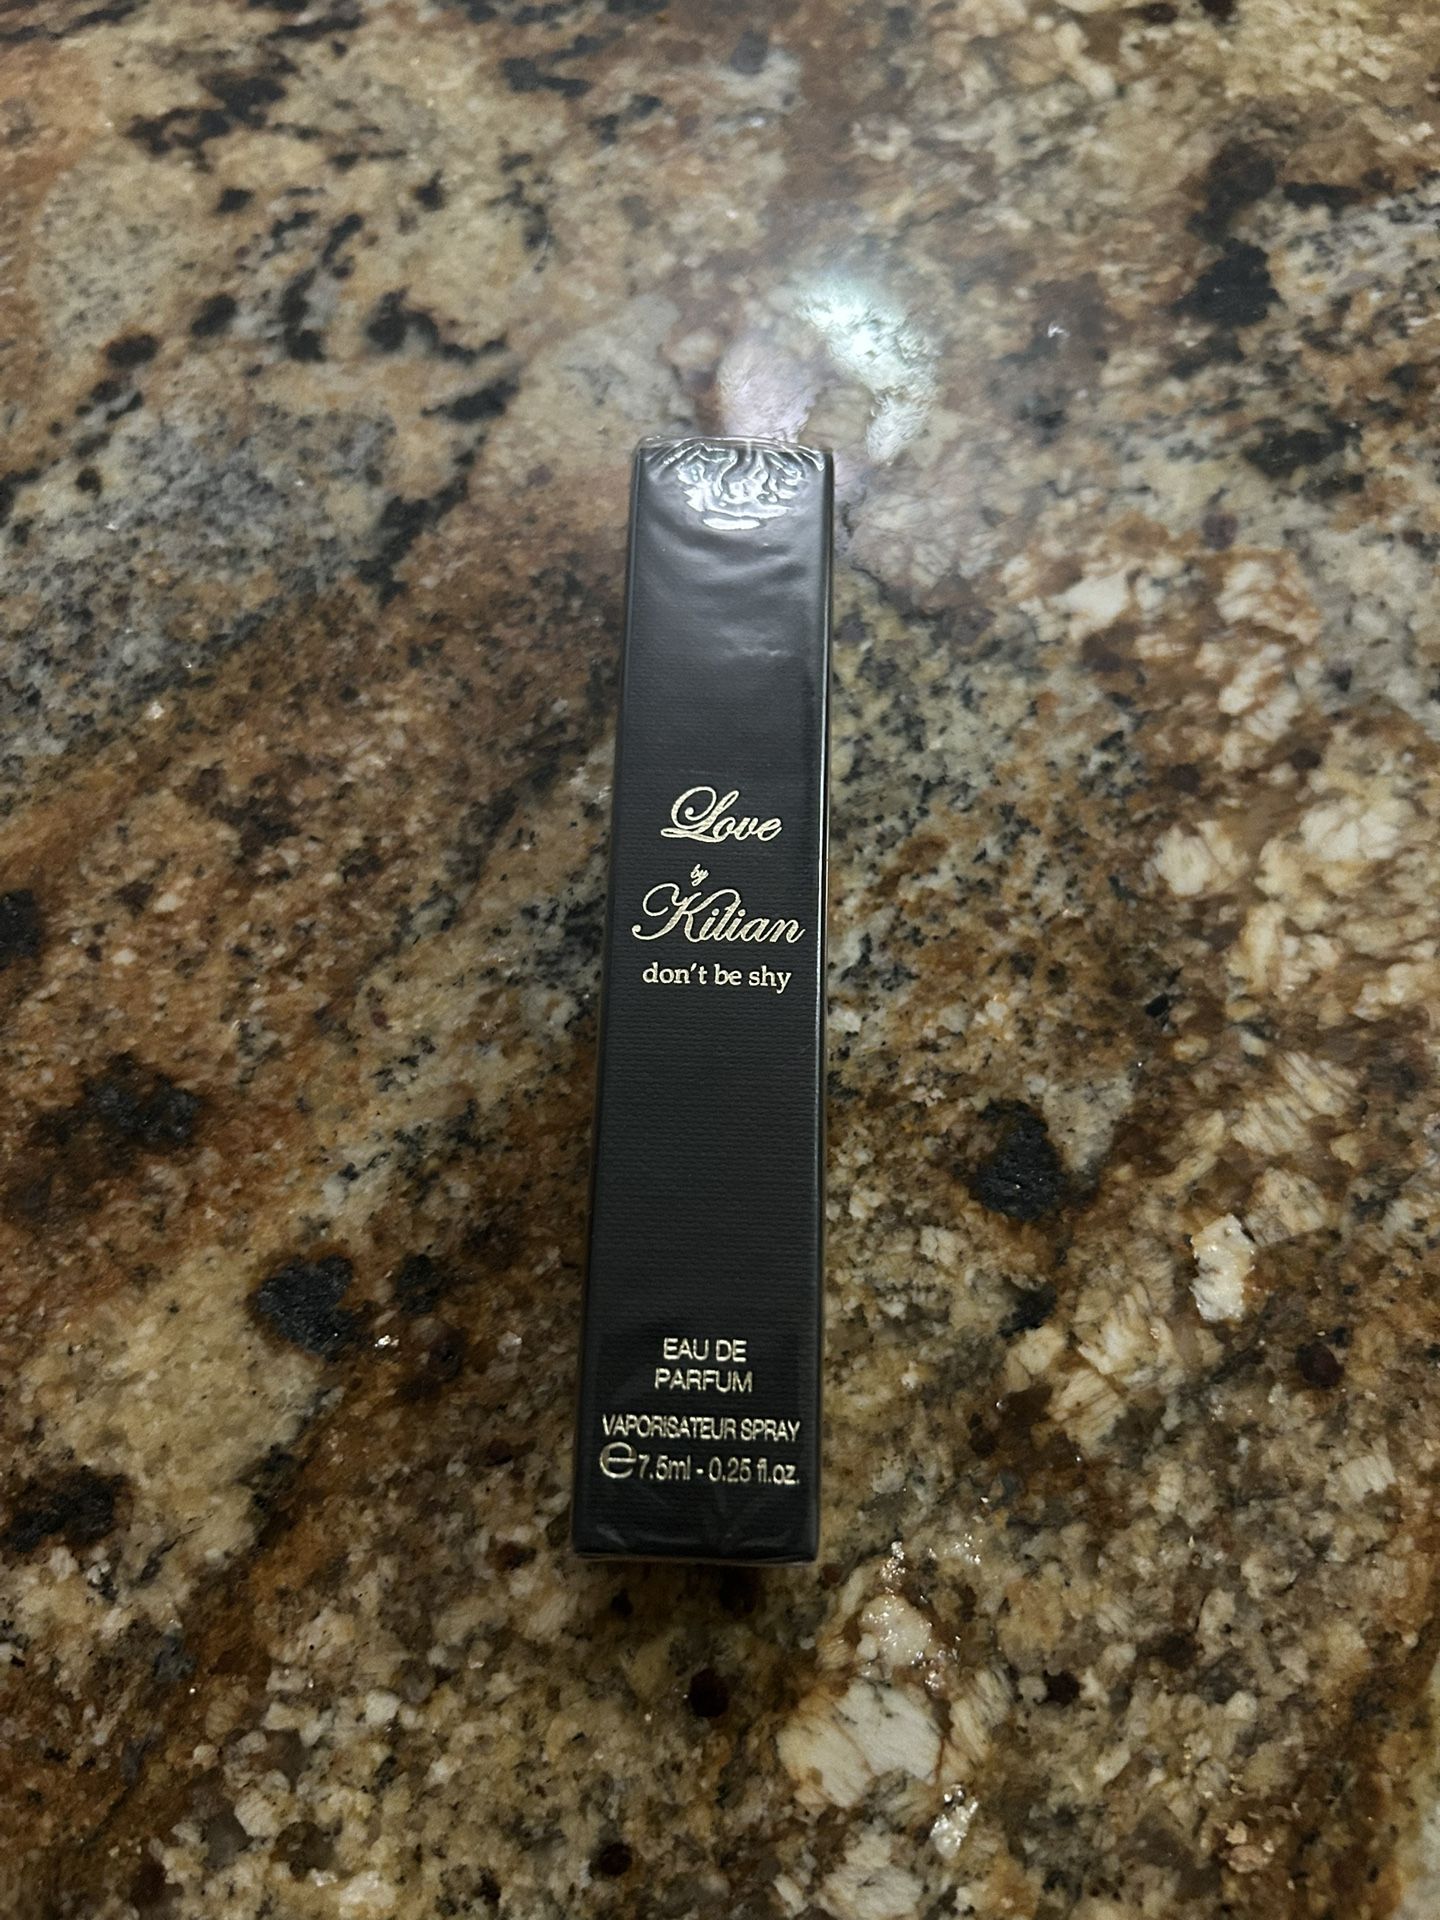 Love
by
Kilian
don't be shy
EAU DE
PARFUM
VAPORISATEUR SPRAY
℮7.5ml - 0.25 fl.oz.